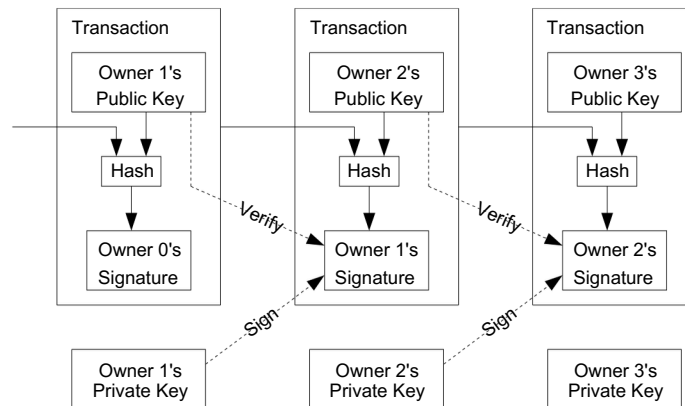 Transaction
Owner 1's
Public Key
Hash
Owner 0's
Signature
Transaction
Owner 2's
Public Key
Hash
Owner 1's
Signature
Transaction
Owner 3's
Public Key
Hash
Owner 2's
Signature
Verify
Verify
Sign
Sign
Owner 1's
Private Key
Owner 2's
Private Key
Owner 3's
Private Key